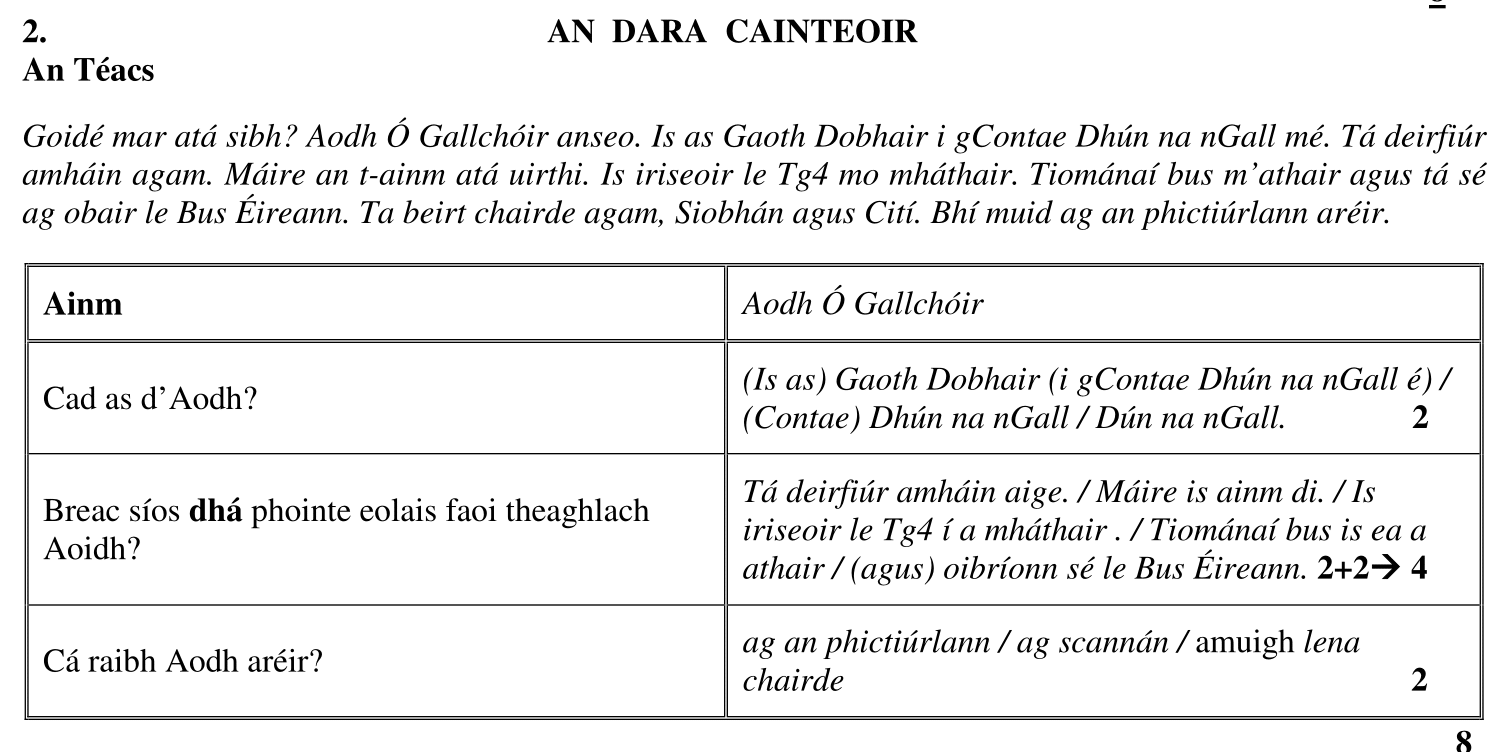 2. AN DARA CAINTEOIR
An Téacs
Goidé mar atá sibh? Aodh Ó Gallchóir anseo. Is as Gaoth Dobhair i gContae Dhún na nGall mé. Tá deirfiúr
amháin agam. Máire an t-ainm atá uirthi. Is iriseoir le Tg4 mo mháthair. Tiománaí bus m’athair agus tá sé
ag obair le Bus Éireann. Ta beirt chairde agam, Siobhán agus Cití. Bhí muid ag an phictiúrlann aréir.
Ainm
Aodh Ó Gallchóir
Cad as d’Aodh?
(Is as) Gaoth Dobhair (i gContae Dhún na nGall é) /
(Contae) Dhún na nGall / Dún na nGall. 2
Breac síos dhá phointe eolais faoi theaghlach
Aoidh?
Tá deirfiúr amháin aige. / Máire is ainm di. / Is
iriseoir le Tg4 í a mháthair . / Tiománaí bus is ea a
athair / (agus) oibríonn sé le Bus Éireann. 2+2→ 4
Cá raibh Aodh aréir?
ag an phictiúrlann / ag scannán / amuigh lena
chairde 2
8